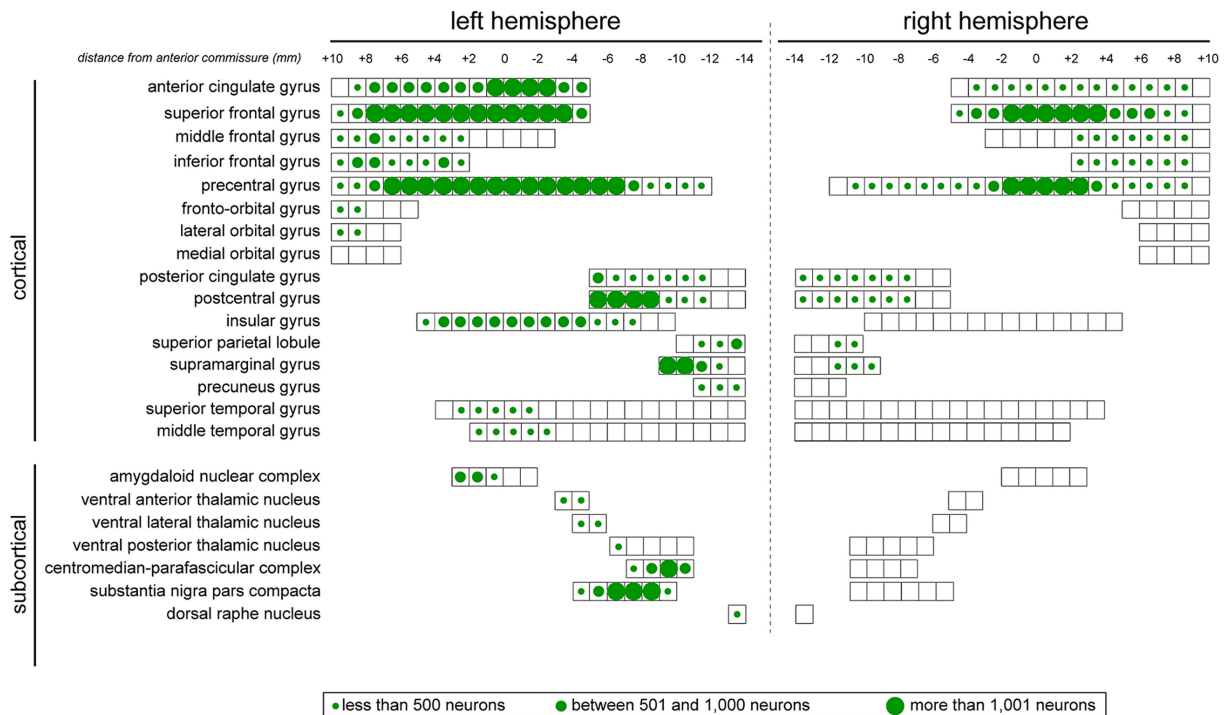 left hemisphere right hemisphere
distance from anterior commissure (mm) +10 +8 +6 +4 +2 0 -2 -4 -6 -8 -10 -12 -14 -14 -12 -10 -8 -6 -4 -2 0 +2 +4 +6 +8 +10
cortical
anterior cingulate gyrus
superior frontal gyrus
middle frontal gyrus
inferior frontal gyrus
precentral gyrus
fronto-orbital gyrus
lateral orbital gyrus
medial orbital gyrus
posterior cingulate gyrus
postcentral gyrus
insular gyrus
superior parietal lobule
supramarginal gyrus
precuneus gyrus
superior temporal gyrus
middle temporal gyrus
subcortical
amygdaloid nuclear complex
ventral anterior thalamic nucleus
ventral lateral thalamic nucleus
ventral posterior thalamic nucleus
centromedian-parafascicular complex
substantia nigra pars compacta
dorsal raphe nucleus
less than 500 neurons between 501 and 1,000 neurons more than 1,001 neurons